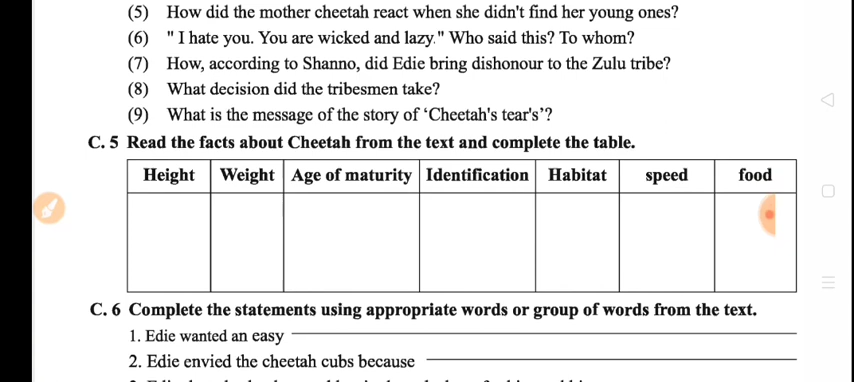 (5) How did the mother cheetah react when she didn't find her young ones?
(6) "I hate you. You are wicked and lazy." Who said this? To whom?
(7) How, according to Shanno, did Edie bring dishonour to the Zulu tribe?
(8) What decision did the tribesmen take?
(9) What is the message of the story of ‘Cheetah's tear's’?
C. 5 Read the facts about Cheetah from the text and complete the table.
Height Weight Age of maturity Identification Habitat speed food
C. 6 Complete the statements using appropriate words or group of words from the text.
1. Edie wanted an easy
2. Edie envied the cheetah cubs because